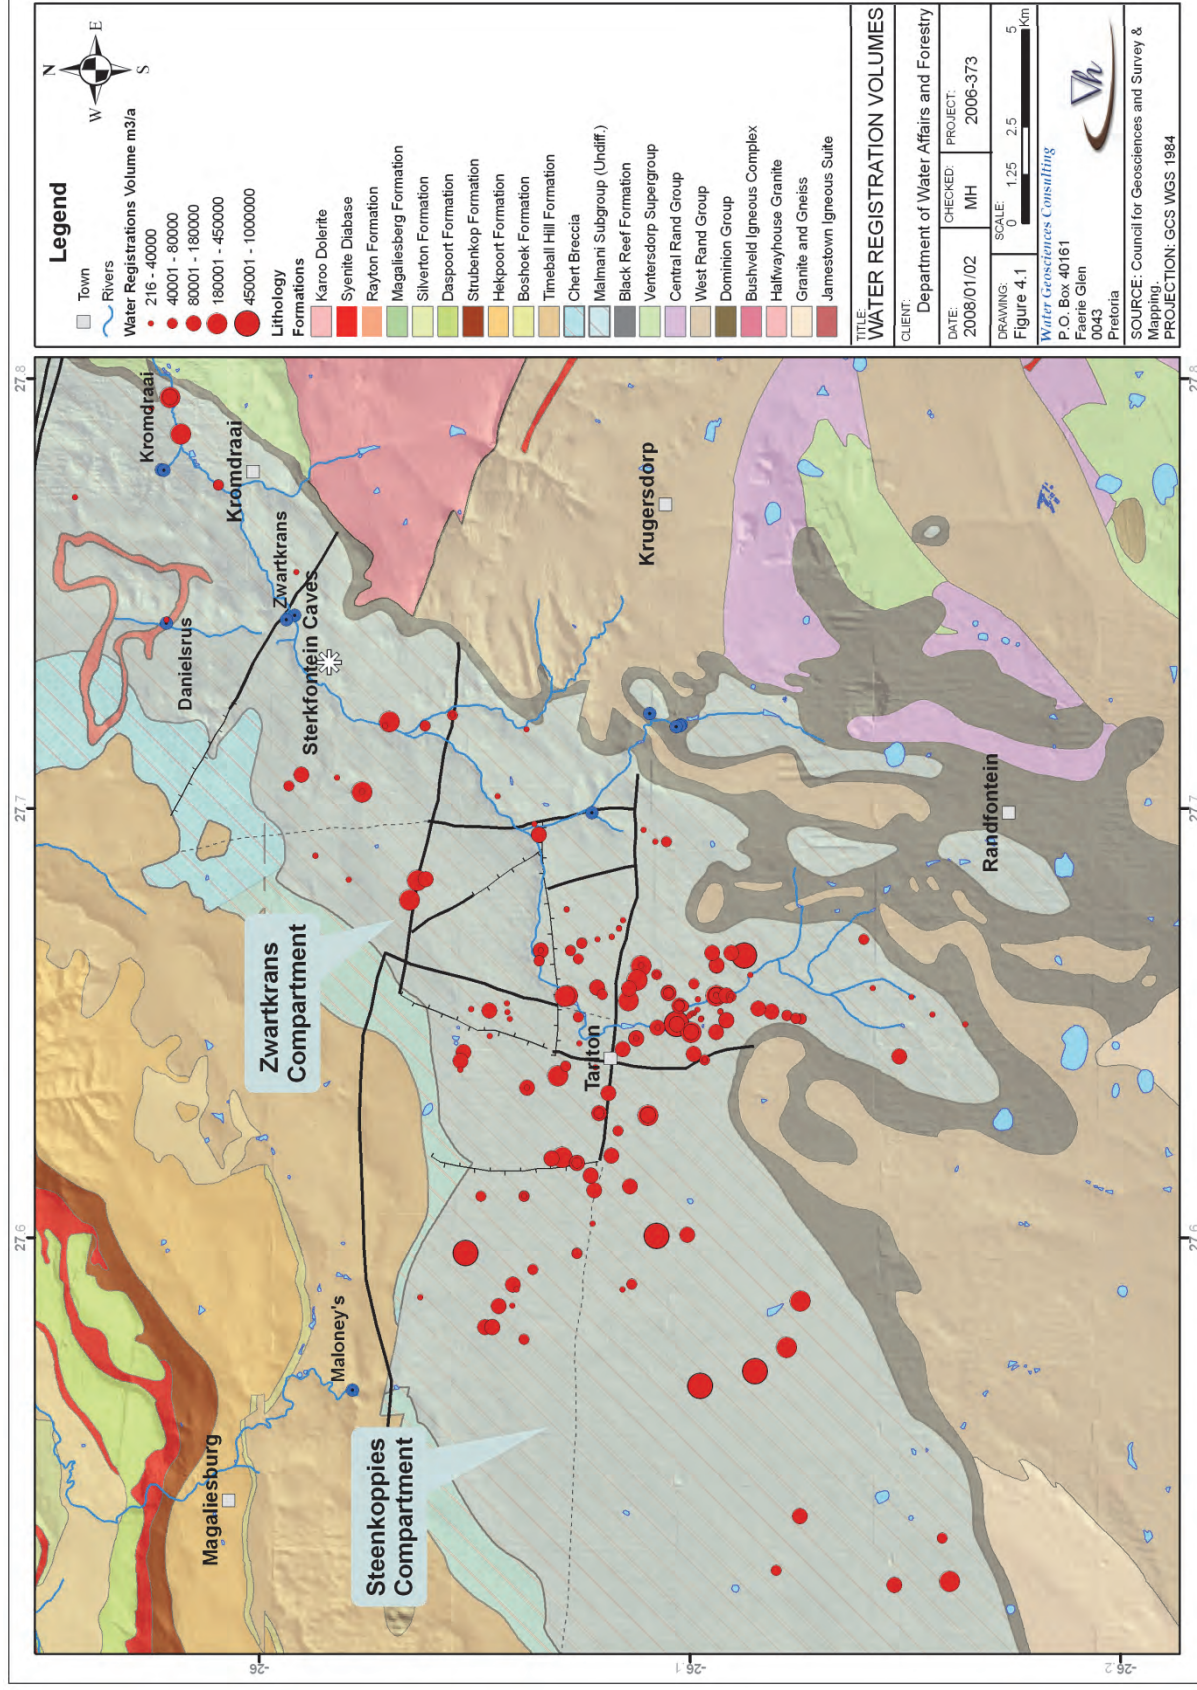 N
W
E
S
Legend
Town
Rivers
Water Registrations Volume m3/a
216 - 40000
40001 - 80000
80001 - 180000
180001 - 450000
450001 - 1000000
Lithology
Formations
Karoo Dolerite
Syenite Diabase
Rayton Formation
Magaliesberg Formation
Silverton Formation
Daspoort Formation
Strubenkop Formation
Hekpoort Formation
Boshoek Formation
Timeball Hill Formation
Chert Breccia
Malmani Subgroup (Undiff.)
Black Reef Formation
Ventersdorp Supergroup
Central Rand Group
West Rand Group
Dominion Group
Bushveld Igneous Complex
Halfwayhouse Granite
Granite and Gneiss
Jamestown Igneous Suite
TITLE:
WATER REGISTRATION VOLUMES
CLIENT:
Department of Water Affairs and Forestry
DATE:
2008/01/02
CHECKED:
MH
PROJECT:
2006-373
DRAWING:
Figure 4.1
SCALE:
0 1.25 2.5 5
Km
Water Geosciences Consulting
P.O. Box 40161
Faerie Glen
0043
Pretoria
Vh
SOURCE: Council for Geosciences and Survey &
Mapping.
PROJECTION: GCS WGS 1984
27.6
27.7
27.8
27.6
27.7
27.8
-26
-26.1
-26.2
Magaliesburg
Maloney's
Steenkoppies
Compartment
Zwartkrans
Compartment
Danielsrus
Zwartkrans
Sterkfontein Caves
Kromdraai
Kromdraai
Tarlton
Krugersdorp
Randfontein